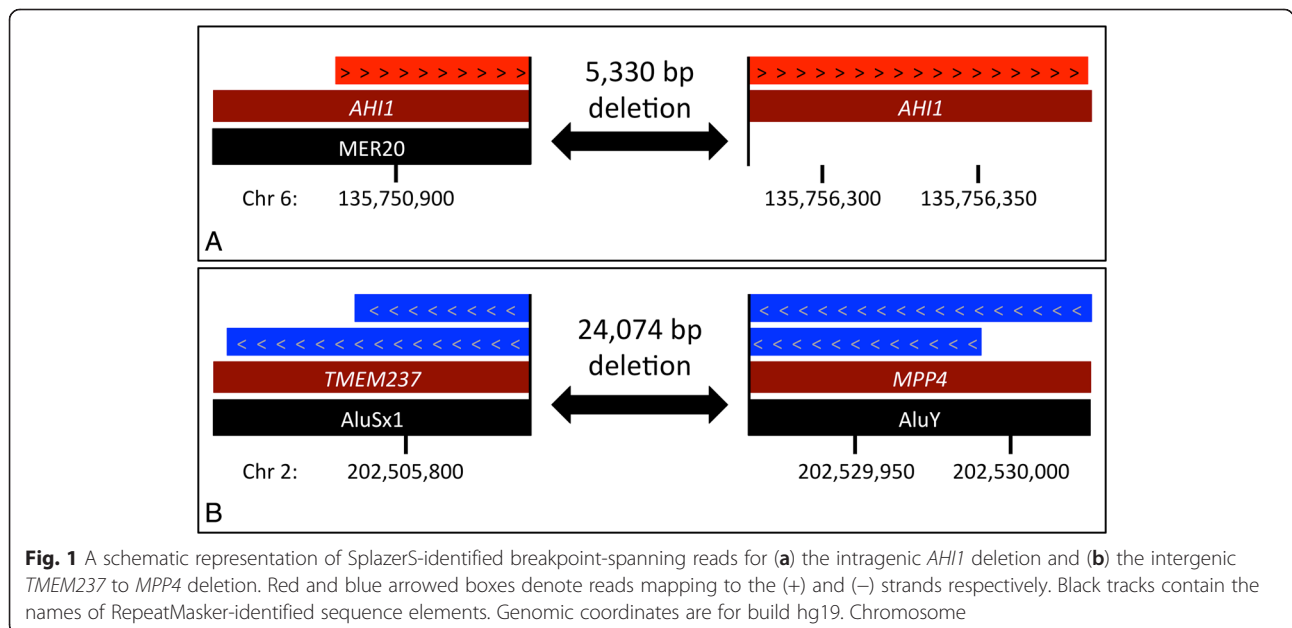 > > > > > > > > > >
5,330 bp
deletion
> > > > > > > > > > > > > > > > >
AHI1
AHI1
MER20
Chr 6:
135,750,900
135,756,300
135,756,350
A
< < < < < < < <
24,074 bp
deletion
< < < < < < < < < < < < < < < < <
< < < < < < < < < < < < < < <
< < < < < < < < < < <
TMEM237
MPP4
AluSx1
AluY
Chr 2:
202,505,800
202,529,950
202,530,000
B
Fig. 1 A schematic representation of SplazerS-identified breakpoint-spanning reads for (a) the intragenic AHI1 deletion and (b) the intergenic
TMEM237 to MPP4 deletion. Red and blue arrowed boxes denote reads mapping to the (+) and (−) strands respectively. Black tracks contain the
names of RepeatMasker-identified sequence elements. Genomic coordinates are for build hg19. Chromosome